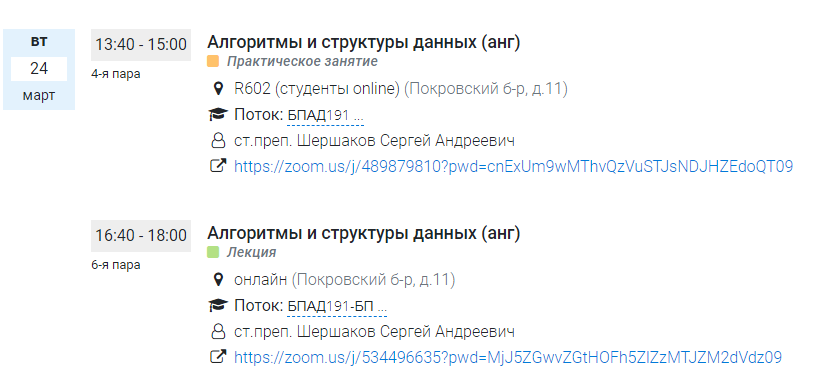 вт
24
март
13:40 - 15:00
4-я пара
Алгоритмы и структуры данных (анг)
Практическое занятие
R602 (студенты online) (Покровский б-р, д.11)
Поток: БПАД191 ...
ст.преп. Шершаков Сергей Андреевич
https://zoom.us/j/489879810?pwd=cnExUm9wMThvQzVuSTJsNDJHZEdoQT09
16:40 - 18:00
6-я пара
Алгоритмы и структуры данных (анг)
Лекция
онлайн (Покровский б-р, д.11)
Поток: БПАД191-БП ...
ст.преп. Шершаков Сергей Андреевич
https://zoom.us/j/534496635?pwd=MjJ5ZGwvZGtHOFh5ZlZzMTJZM2dVdz09